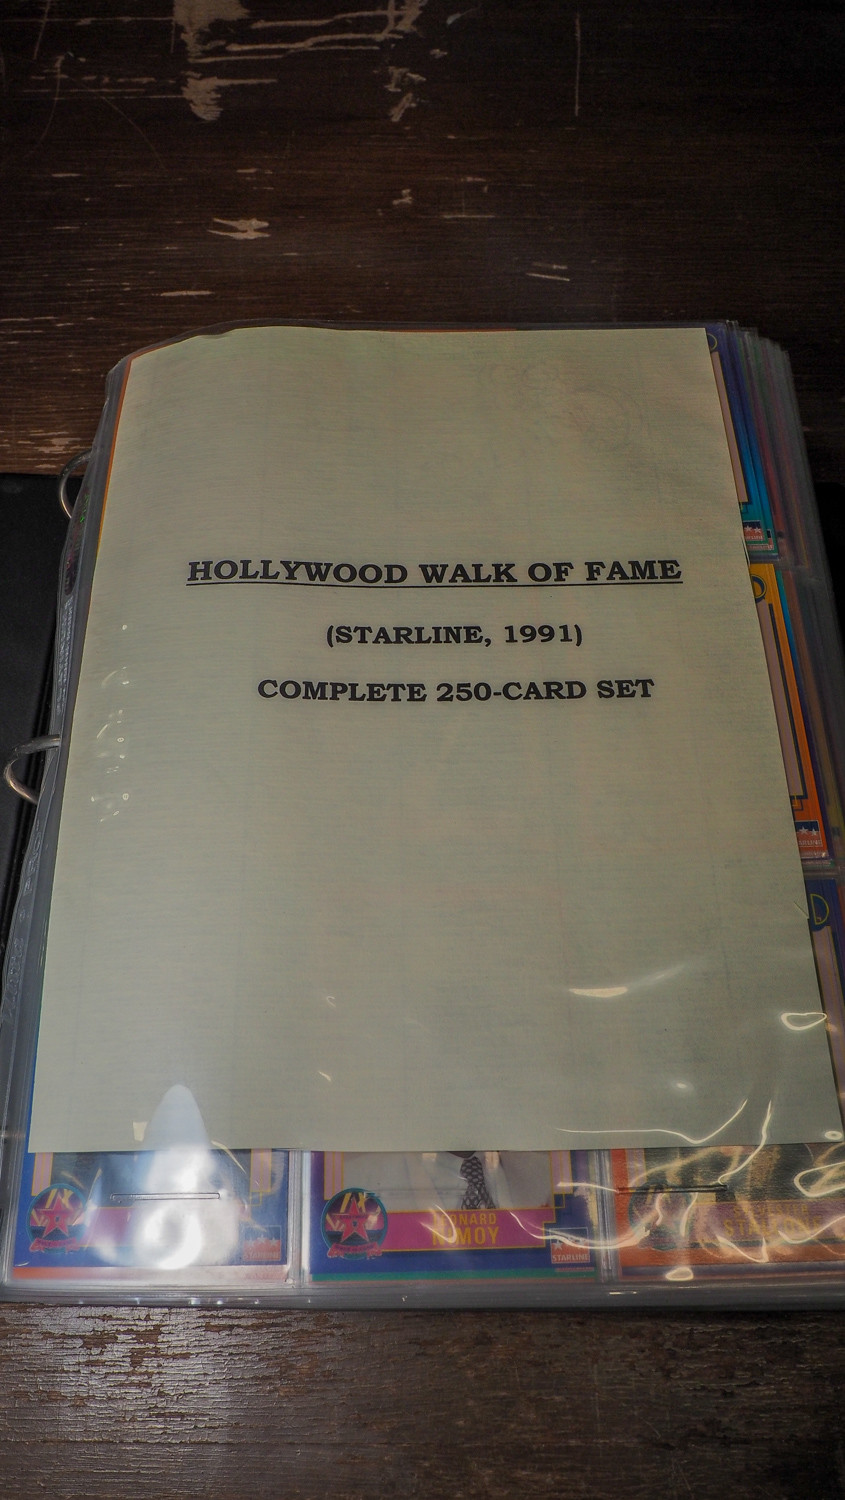 HOLLYWOOD WALK OF FAME
(STARLINE, 1991)
COMPLETE 250-CARD SET
NIMOY
STARLINE